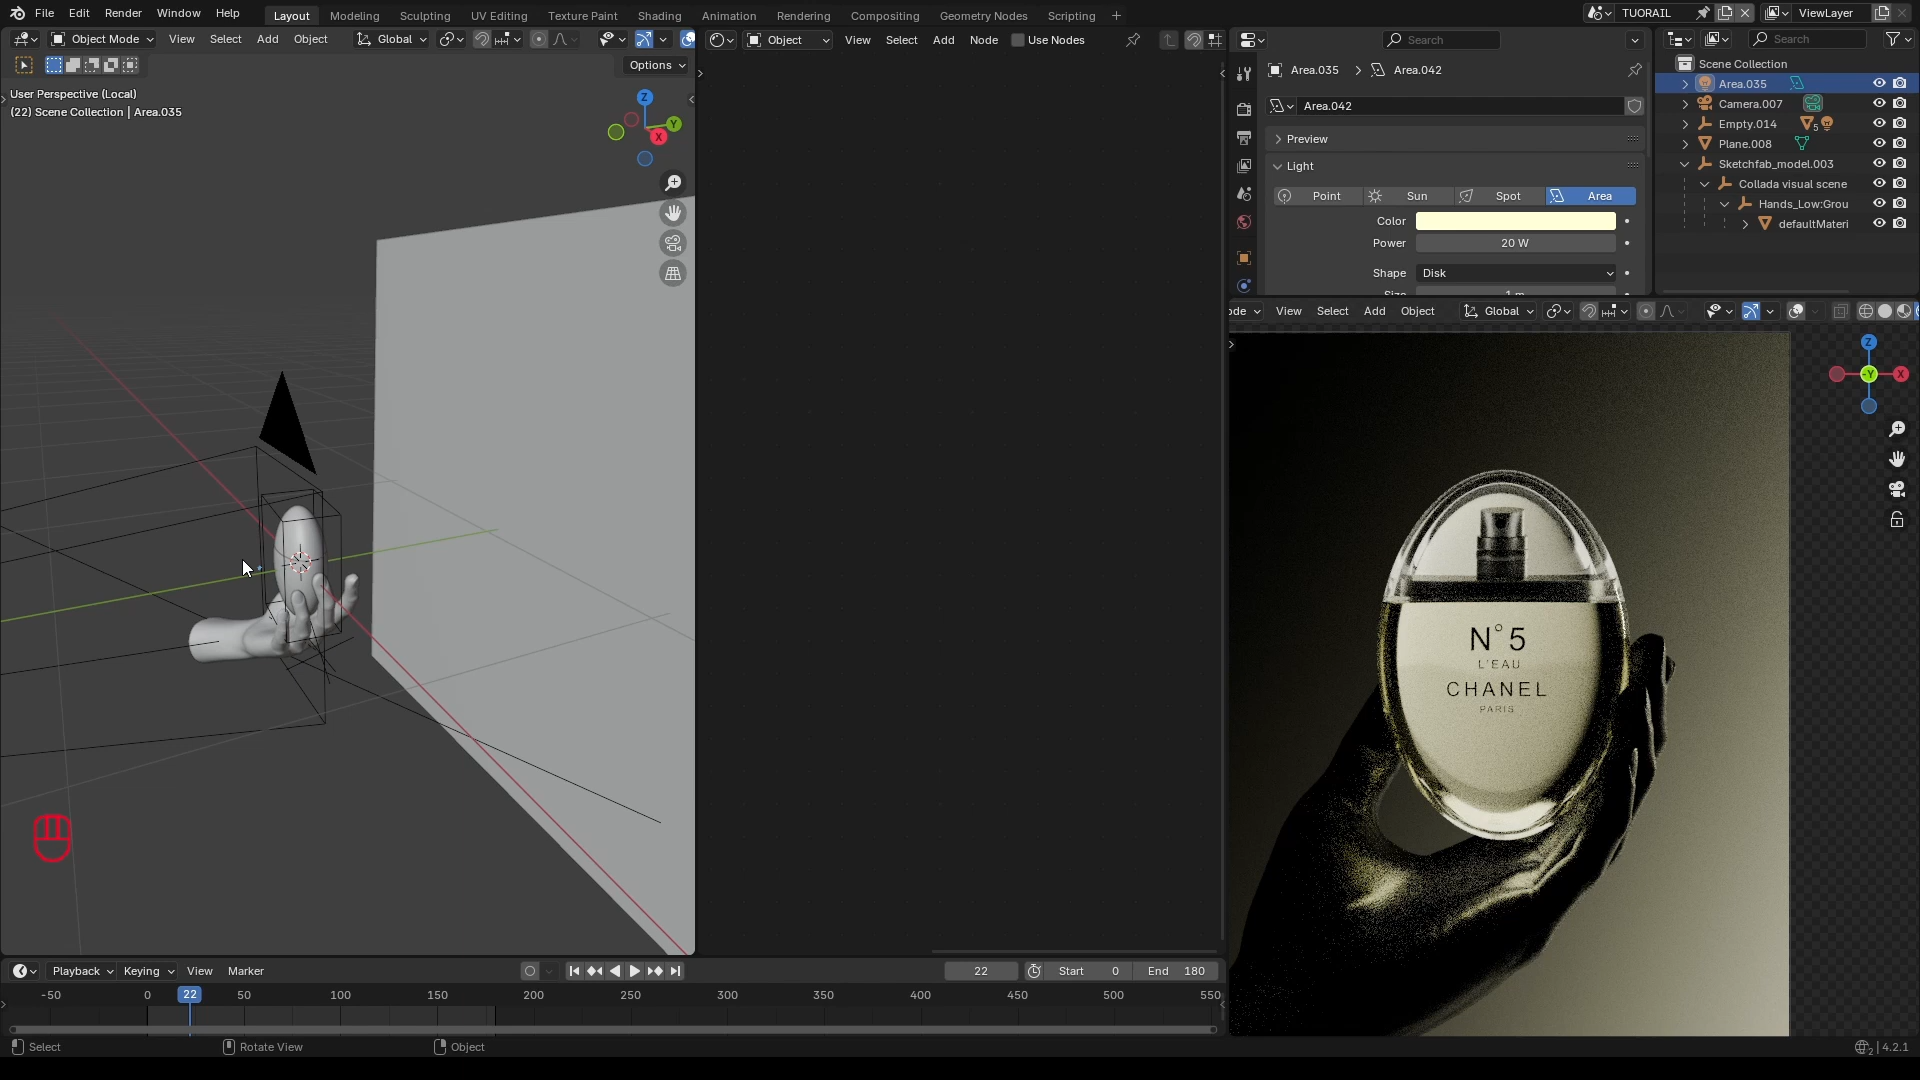 File Edit Render Window Help Layout Modeling Sculpting UV Editing Texture Paint Shading Animation Rendering Compositing Geometry Nodes Scripting TUORAIL ViewLayer
Object Mode View Select Add Object Global
Object View Select Add Node Use Nodes
Search
Search
Options
User Perspective (Local)
(22) Scene Collection | Area.035
Z
Y
X
Area.035 > Area.042
Area.042
Preview
Light
Point Sun Spot Area
Color
Power 20 W
Shape Disk
Size 1 m
Scene Collection
Area.035
Camera.007
Empty.014 5
Plane.008
Sketchfab_model.003
Collada visual scene
Hands_Low:Grou
defaultMateri
ode View Select Add Object Global
Z
-Y
X
N°5
L'EAU
CHANEL
PARIS
Playback Keying View Marker
22 Start 0 End 180
-50 0 22 50 100 150 200 250 300 350 400 450 500 550
Select Rotate View Object
2 4.2.1